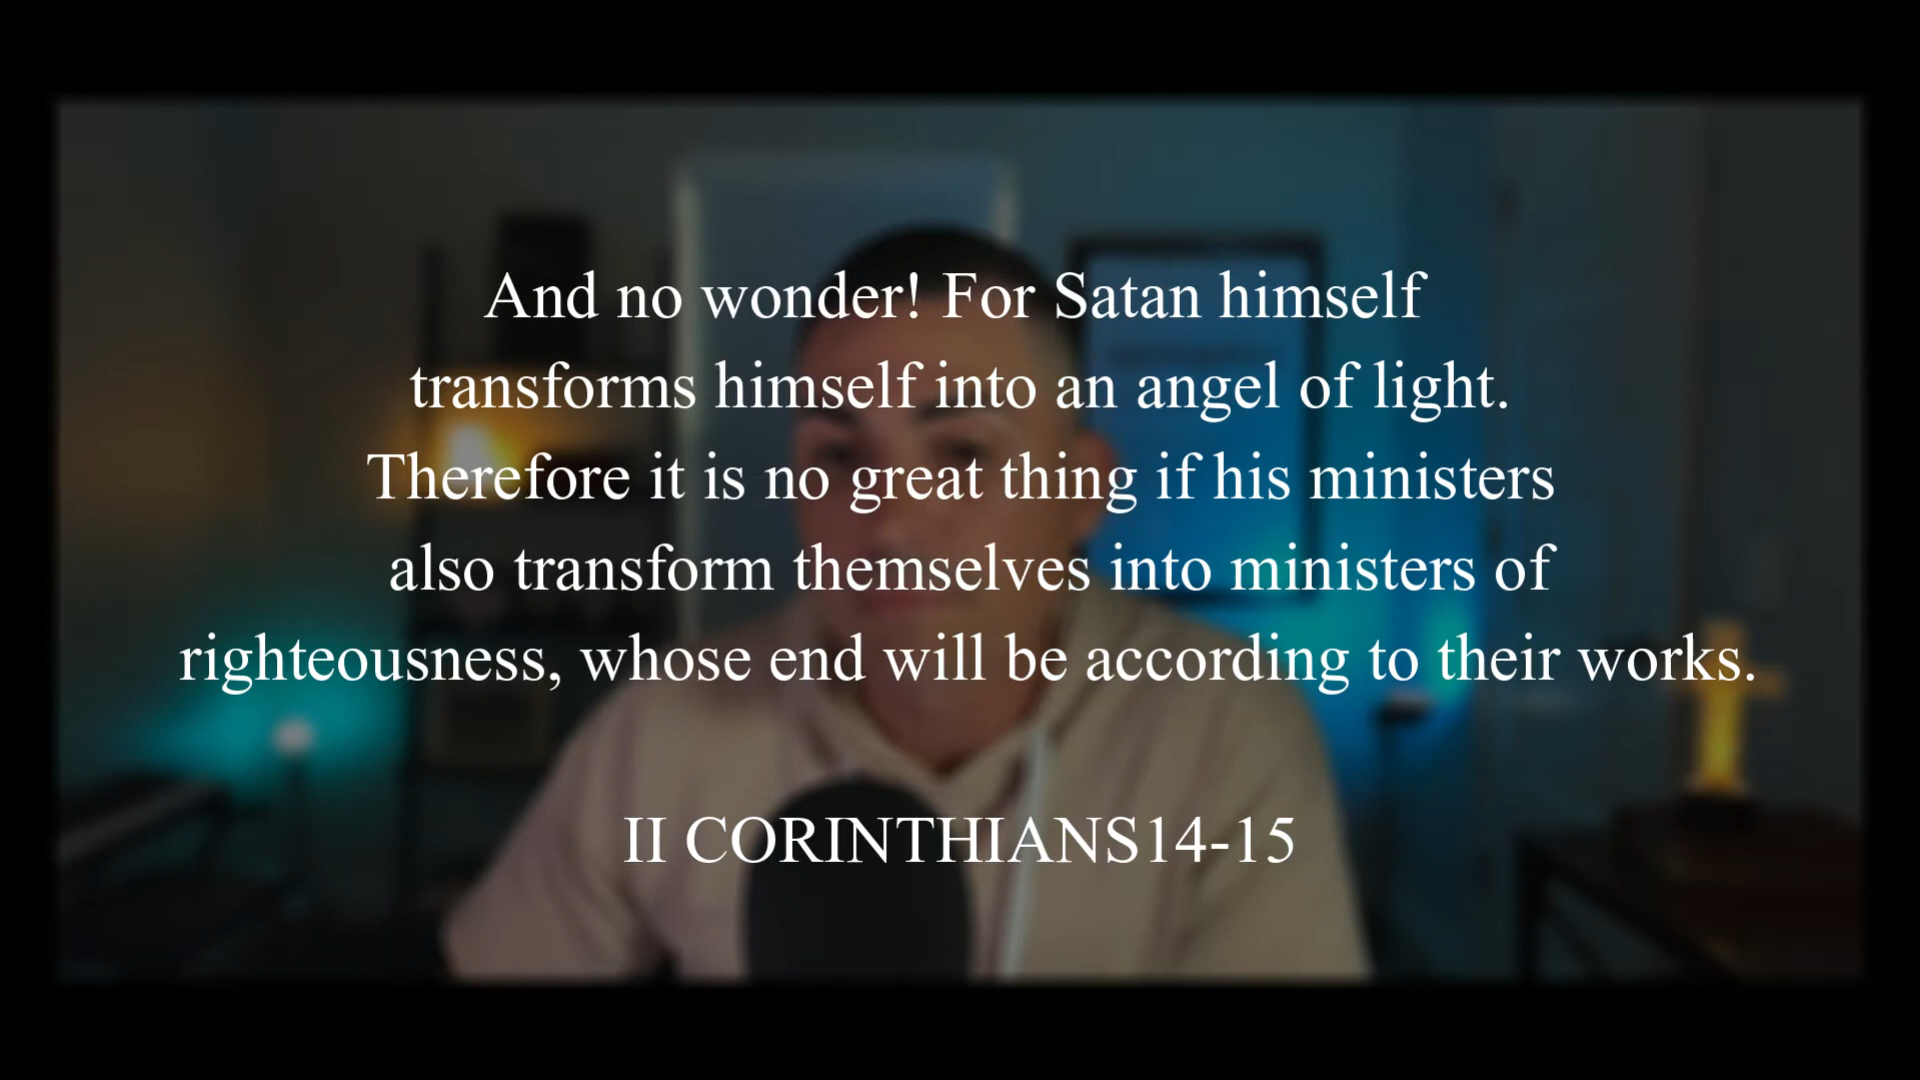 And no wonder! For Satan himself
transforms himself into an angel of light.
Therefore it is no great thing if his ministers
also transform themselves into ministers of
righteousness, whose end will be according to their works.
II CORINTHIANS14-15